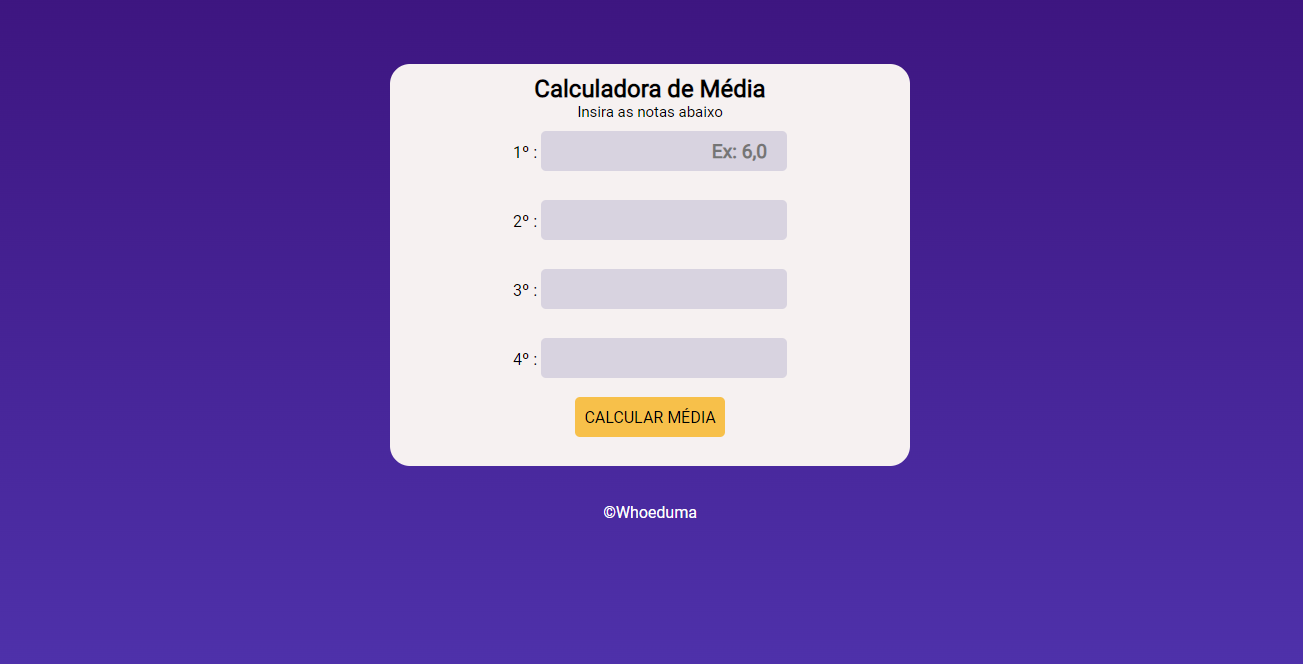 Calculadora de Média
Insira as notas abaixo
1º : Ex: 6,0
2º :
3º :
4º :
CALCULAR MÉDIA
©Whoeduma